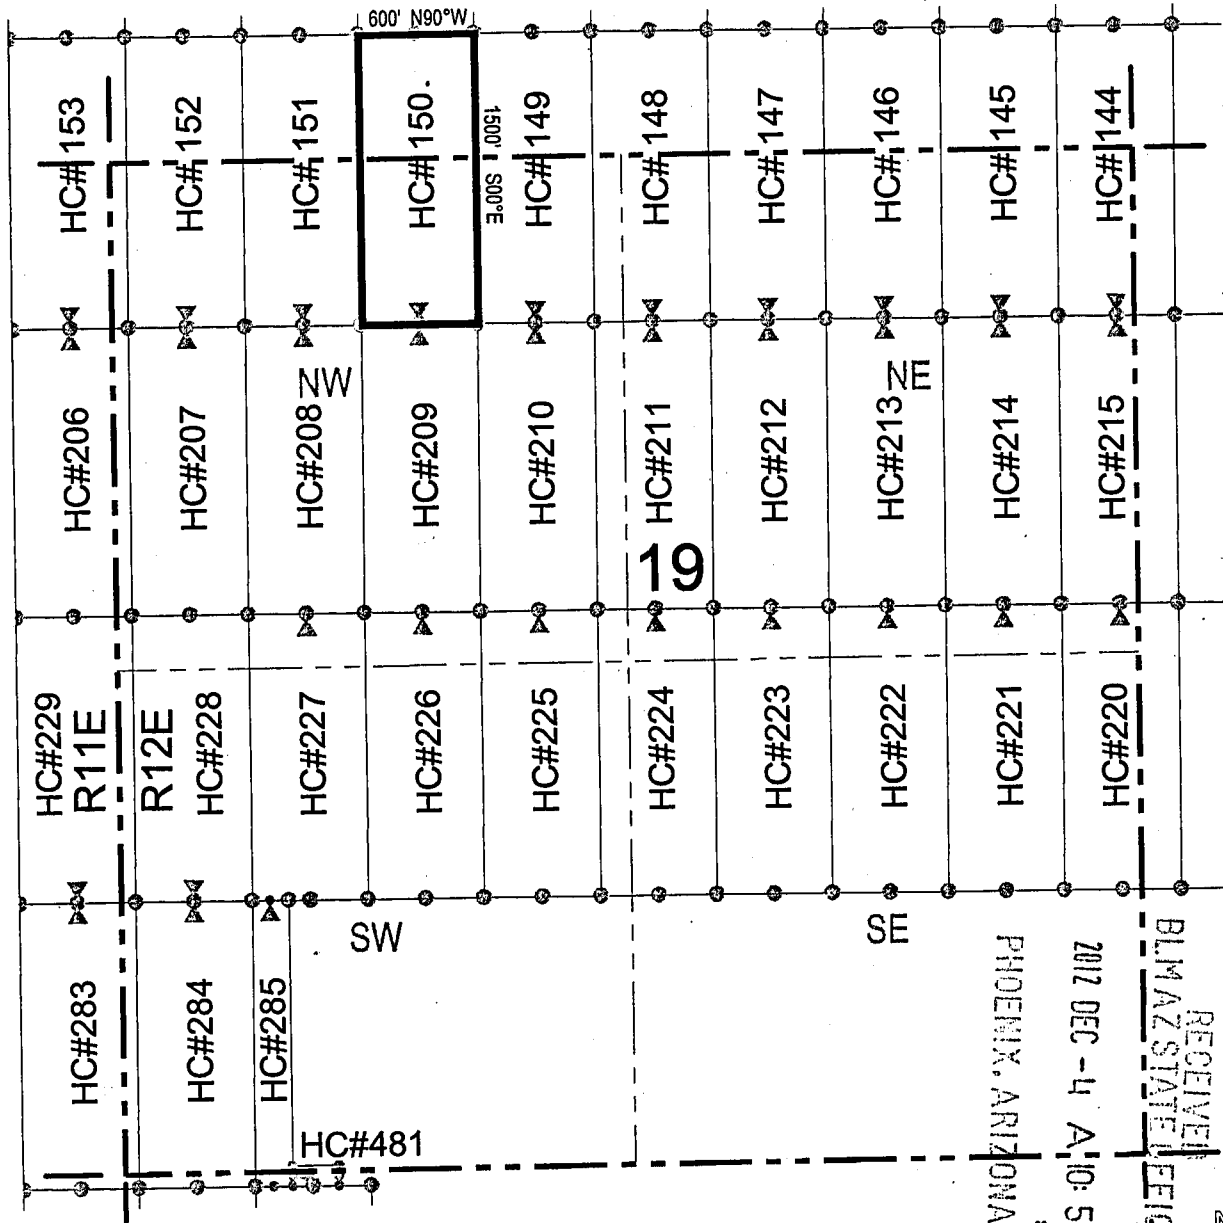 600' N90°W
HC# 153
HC# 152
HC# 151
HC# 150.
1500' S00°E
HC# 149
HC# 148
HC# 147
HC# 146
HC# 145
HC# 144
NW
NE
HC#206
HC#207
HC#208
HC#209
HC#210
HC#211
HC#212
HC#213
HC#214
HC#215
19
HC#229
R11E
R12E
HC#228
HC#227
HC#226
HC#225
HC#224
HC#223
HC#222
HC#221
HC#220
SW
SE
HC#283
HC#284
HC#285
HC#481
RECEIVED
BLM AZ STATE OFFIC
2012 DEC -4 A 10: 5
PHOENIX, ARIZONA